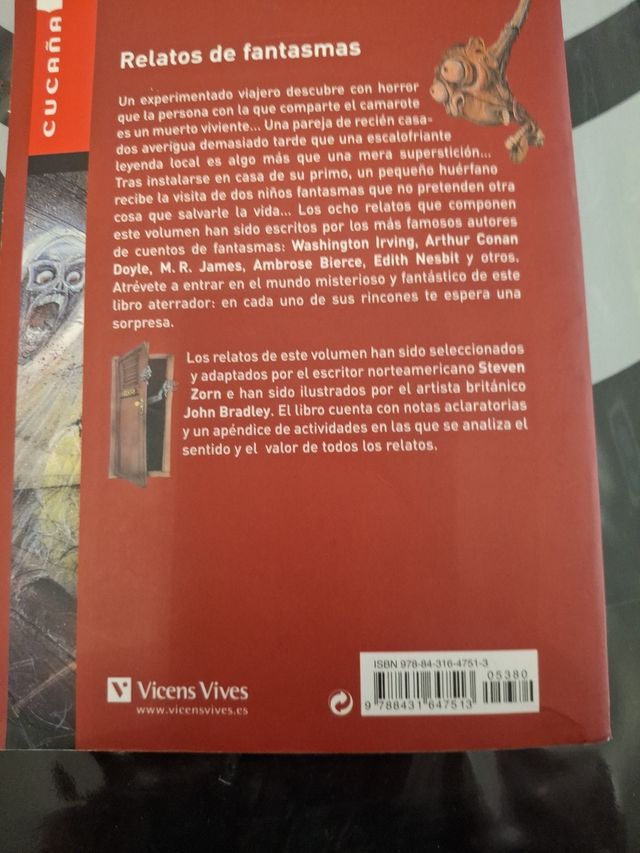 CUCAÑA
Relatos de fantasmas
Un experimentado viajero descubre con horror
que la persona con la que comparte el camarote
es un muerto viviente... Una pareja de recién casa-
dos averigua demasiado tarde que una escalofriante
leyenda local es algo más que una mera superstición...
Tras instalarse en casa de su primo, un pequeño huérfano
recibe la visita de dos niños fantasmas que no pretenden otra
cosa que salvarle la vida... Los ocho relatos que componen
este volumen han sido escritos por los más famosos autores
de cuentos de fantasmas: Washington Irving, Arthur Conan
Doyle, M. R. James, Ambrose Bierce, Edith Nesbit y otros.
Atrévete a entrar en el mundo misterioso y fantástico de este
libro aterrador: en cada uno de sus rincones te espera una
sorpresa.
Los relatos de este volumen han sido seleccionados
y adaptados por el escritor norteamericano Steven
Zorn e han sido ilustrados por el artista británico
John Bradley. El libro cuenta con notas aclaratorias
y un apéndice de actividades en las que se analiza el
sentido y el valor de todos los relatos.
Vicens Vives
www.vicensvives.es
ISBN 978-84-316-4751-3
05380
9 788431 647513